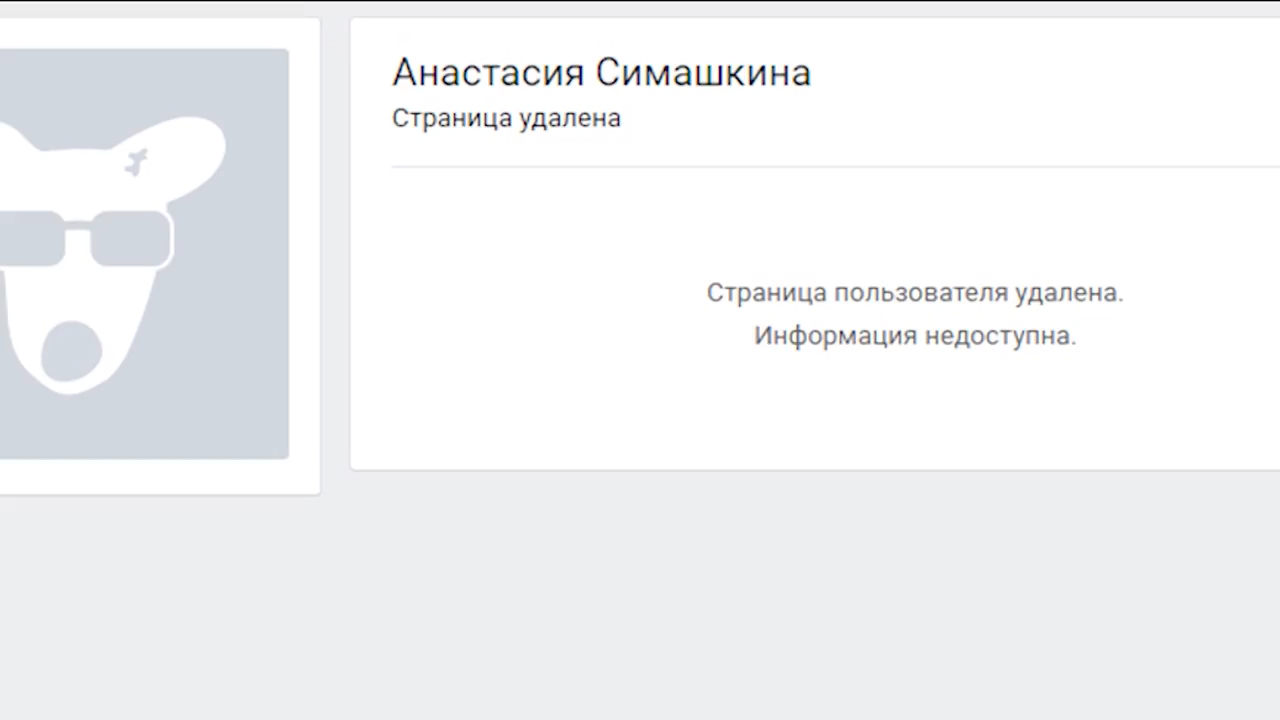 Анастасия Симашкина
Страница удалена
Страница пользователя удалена.
Информация недоступна.